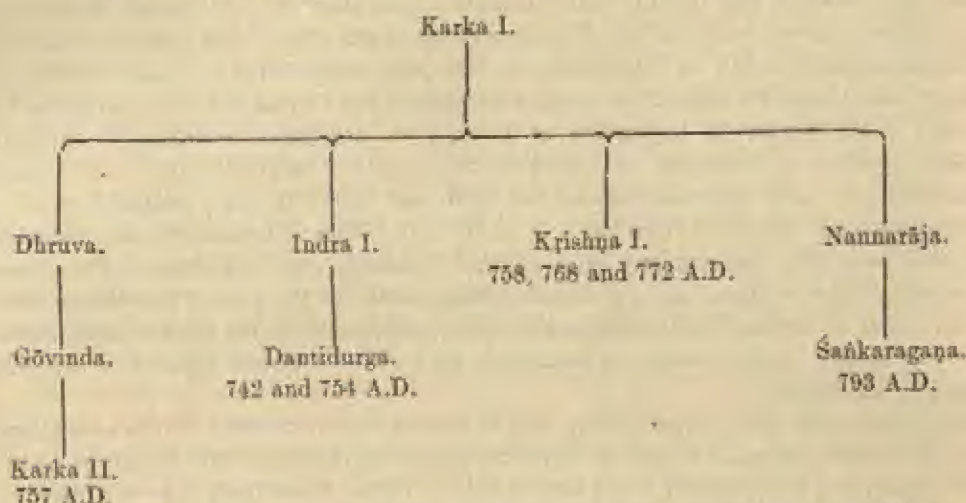 Karka I.
Dhruva. Indra I. Kṛishṇa I. Nannarāja.
758, 768 and 772 A.D.
Gōvinda. Dantidurga. Śaṅkaragaṇa.
742 and 754 A.D. 793 A.D.
Karka II.
757 A.D.